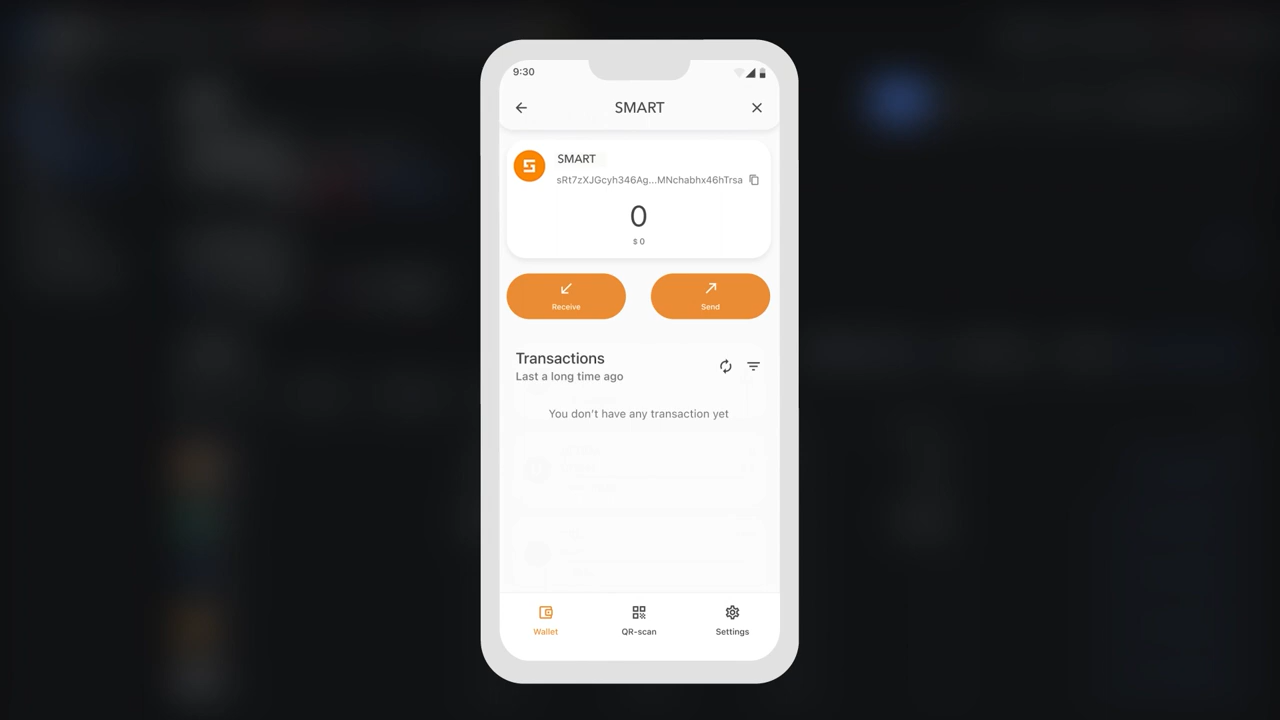 9:30
SMART
SMART
sRt7zXJGcyh346Ag...MNchabhx46hTrsa
0
$ 0
Receive
Send
Transactions
Last a long time ago
You don't have any transaction yet
Wallet
QR-scan
Settings